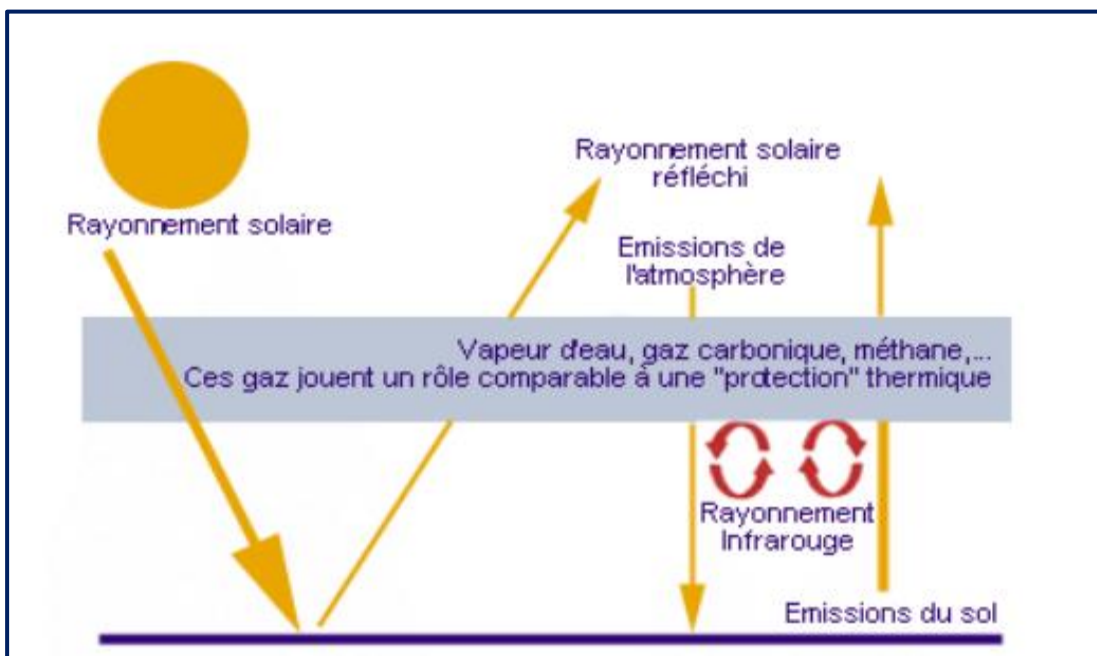 Rayonnement solaire
réfléchi
Rayonnement solaire
Emissions de
l'atmosphère
Vapeur d'eau, gaz carbonique, méthane,...
Ces gaz jouent un rôle comparable à une "protection" thermique
Rayonnement
Infrarouge
Emissions du sol